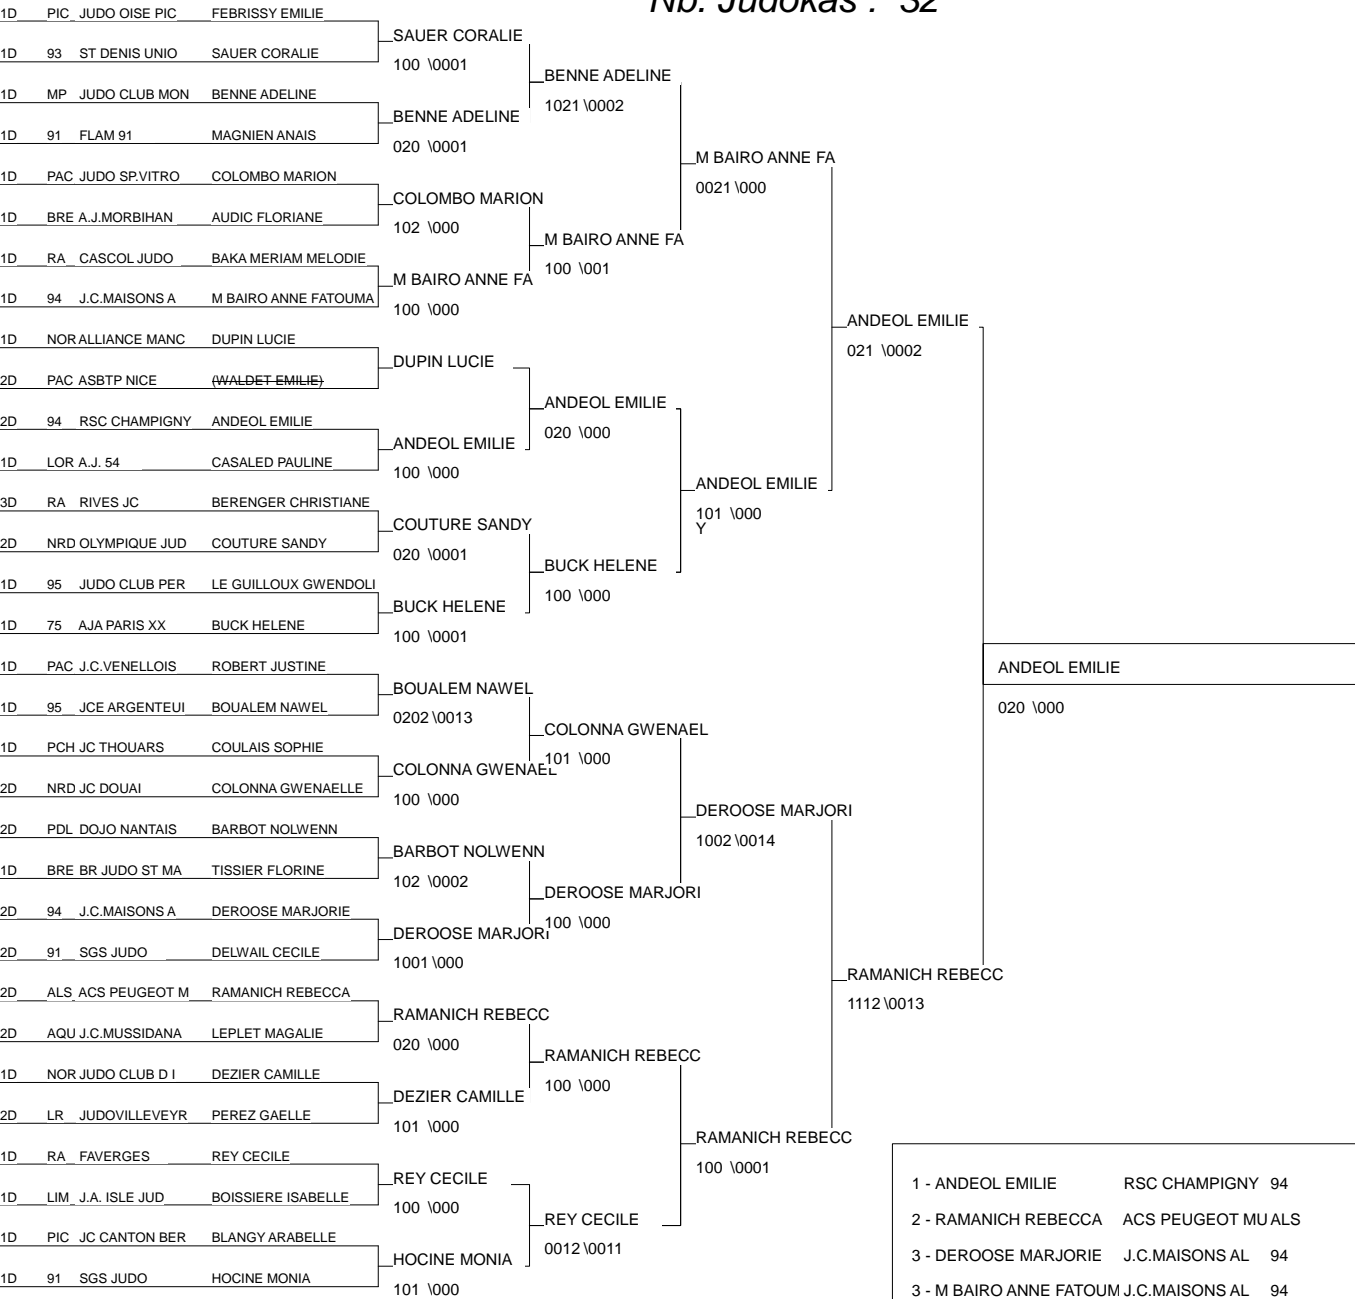 Nb. Judokas : 32
1D PIC JUDO OISE PIC FEBRISSY EMILIE
1D 93 ST DENIS UNIO SAUER CORALIE
1D MP JUDO CLUB MON BENNE ADELINE
1D 91 FLAM 91 MAGNIEN ANAIS
1D PAC JUDO SP.VITRO COLOMBO MARION
1D BRE A.J.MORBIHAN AUDIC FLORIANE
1D RA CASCOL JUDO BAKA MERIAM MELODIE
1D 94 J.C.MAISONS A M BAIRO ANNE FATOUMA
1D NOR ALLIANCE MANC DUPIN LUCIE
2D PAC ASBTP NICE (WALDET EMILIE)
2D 94 RSC CHAMPIGNY ANDEOL EMILIE
1D LOR A.J. 54 CASALED PAULINE
3D RA RIVES JC BERENGER CHRISTIANE
2D NRD OLYMPIQUE JUD COUTURE SANDY
1D 95 JUDO CLUB PER LE GUILLOUX GWENDOLI
1D 75 AJA PARIS XX BUCK HELENE
1D PAC J.C.VENELLOIS ROBERT JUSTINE
1D 95 JCE ARGENTEUI BOUALEM NAWEL
1D PCH JC THOUARS COULAIS SOPHIE
2D NRD JC DOUAI COLONNA GWENAELLE
2D PDL DOJO NANTAIS BARBOT NOLWENN
1D BRE BR JUDO ST MA TISSIER FLORINE
2D 94 J.C.MAISONS A DEROOSE MARJORIE
2D 91 SGS JUDO DELWAIL CECILE
2D ALS ACS PEUGEOT M RAMANICH REBECCA
2D AQU J.C.MUSSIDANA LEPLET MAGALIE
1D NOR JUDO CLUB D I DEZIER CAMILLE
2D LR JUDOVILLEVEYR PEREZ GAELLE
1D RA FAVERGES REY CECILE
1D LIM J.A. ISLE JUD BOISSIERE ISABELLE
1D PIC JC CANTON BER BLANGY ARABELLE
1D 91 SGS JUDO HOCINE MONIA
SAUER CORALIE
100 \0001
BENNE ADELINE
020 \0001
COLOMBO MARION
102 \000
M BAIRO ANNE FA
100 \000
DUPIN LUCIE
ANDEOL EMILIE
100 \000
COUTURE SANDY
020 \0001
BUCK HELENE
100 \0001
BOUALEM NAWEL
0202 \0013
COLONNA GWENAEL
100 \000
BARBOT NOLWENN
102 \0002
DEROOSE MARJORI
1001 \000
RAMANICH REBECC
020 \000
DEZIER CAMILLE
101 \000
REY CECILE
100 \000
HOCINE MONIA
101 \000
BENNE ADELINE
1021 \0002
M BAIRO ANNE FA
100 \001
ANDEOL EMILIE
020 \000
BUCK HELENE
100 \000
COLONNA GWENAEL
101 \000
DEROOSE MARJORI
100 \000
RAMANICH REBECC
100 \000
REY CECILE
0012 \0011
M BAIRO ANNE FA
0021 \000
ANDEOL EMILIE
101 \000
Y
DEROOSE MARJORI
1002 \0014
RAMANICH REBECC
100 \0001
ANDEOL EMILIE
021 \0002
RAMANICH REBECC
1112 \0013
ANDEOL EMILIE
020 \000
1 - ANDEOL EMILIE RSC CHAMPIGNY 94
2 - RAMANICH REBECCA ACS PEUGEOT MU ALS
3 - DEROOSE MARJORIE J.C.MAISONS AL 94
3 - M BAIRO ANNE FATOUM J.C.MAISONS AL 94